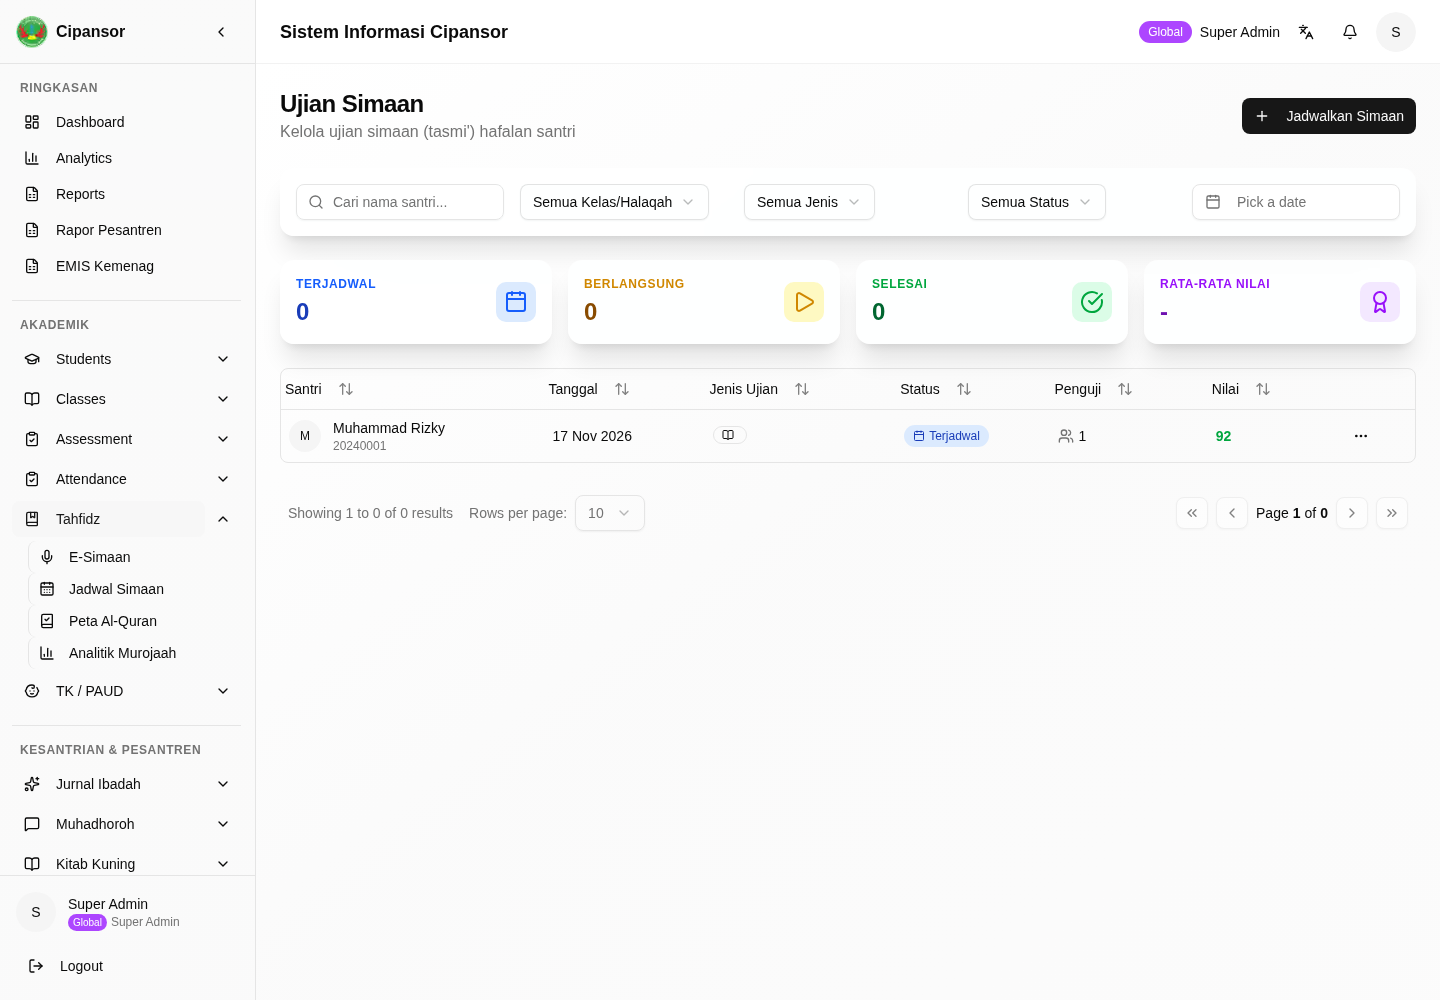 Cipansor
RINGKASAN
Dashboard
Analytics
Reports
Rapor Pesantren
EMIS Kemenag
AKADEMIK
Students
Classes
Assessment
Attendance
Tahfidz
E-Simaan
Jadwal Simaan
Peta Al-Quran
Analitik Murojaah
TK / PAUD
KESANTRIAN & PESANTREN
Jurnal Ibadah
Muhadhoroh
Kitab Kuning
S
Super Admin
Global Super Admin
Logout
Sistem Informasi Cipansor
Global Super Admin S
Ujian Simaan
Kelola ujian simaan (tasmi') hafalan santri
Jadwalkan Simaan
Cari nama santri... Semua Kelas/Halaqah Semua Jenis Semua Status Pick a date
TERJADWAL
0
BERLANGSUNG
0
SELESAI
0
RATA-RATA NILAI
-
Santri Tanggal Jenis Ujian Status Penguji Nilai
M Muhammad Rizky 17 Nov 2026 Terjadwal 1 92
20240001
Showing 1 to 0 of 0 results Rows per page: 10 Page 1 of 0